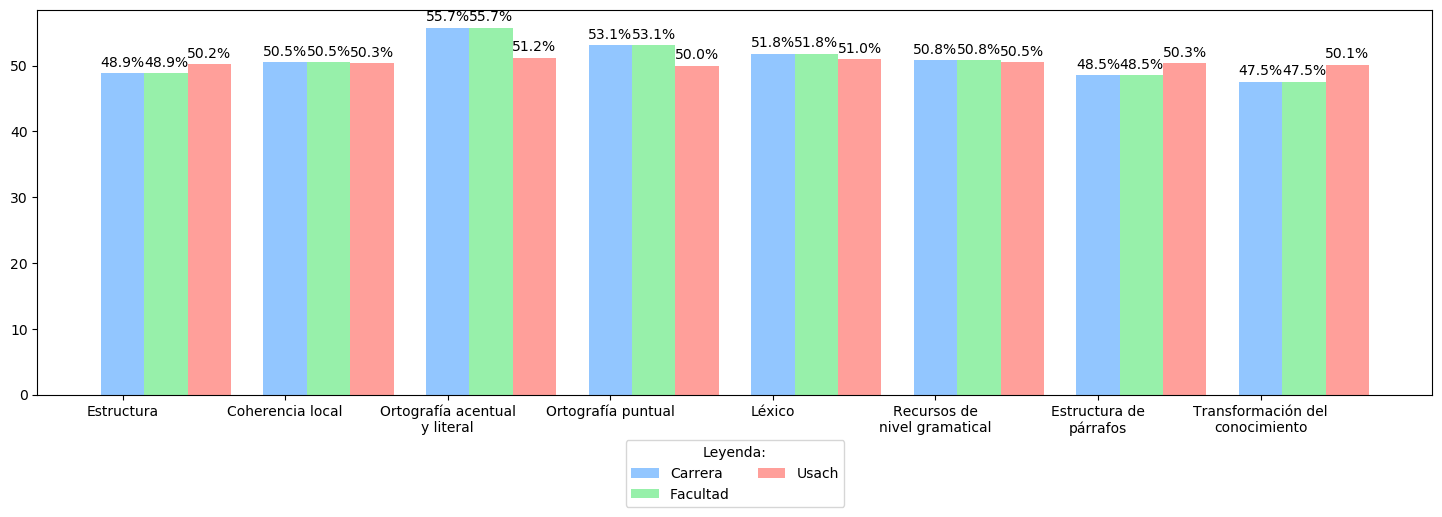 55.7% 55.7%
53.1% 53.1%
51.8% 51.8%
51.2%
51.0%
50.5% 50.5% 50.3%
50.8% 50.8% 50.5%
50.2%
50.3%
50.1%
50.0%
48.9% 48.9%
48.5% 48.5%
47.5% 47.5%
50
40
30
20
10
0
Estructura
Coherencia local
Ortografía acentual
y literal
Ortografía puntual
Léxico
Recursos de
nivel gramatical
Estructura de
párrafos
Transformación del
conocimiento
Leyenda:
Carrera
Facultad
Usach